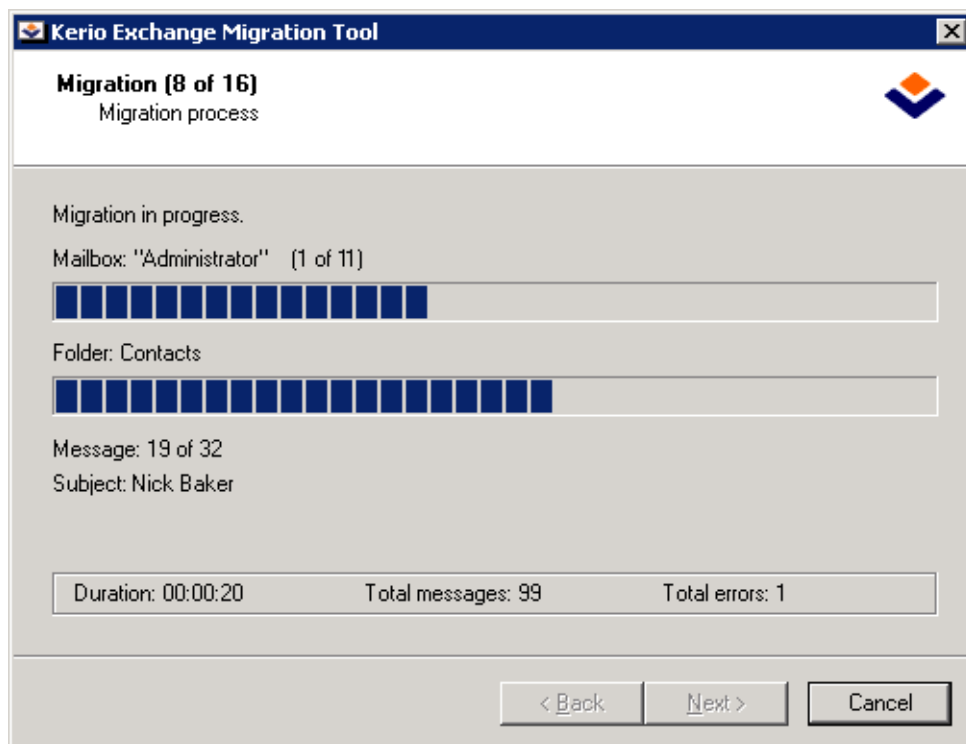 Kerio Exchange Migration Tool
Migration (8 of 16)
Migration process
Migration in progress.
Mailbox: "Administrator" (1 of 11)
Folder: Contacts
Message: 19 of 32
Subject: Nick Baker
Duration: 00:00:20 Total messages: 99 Total errors: 1
< Back Next > Cancel